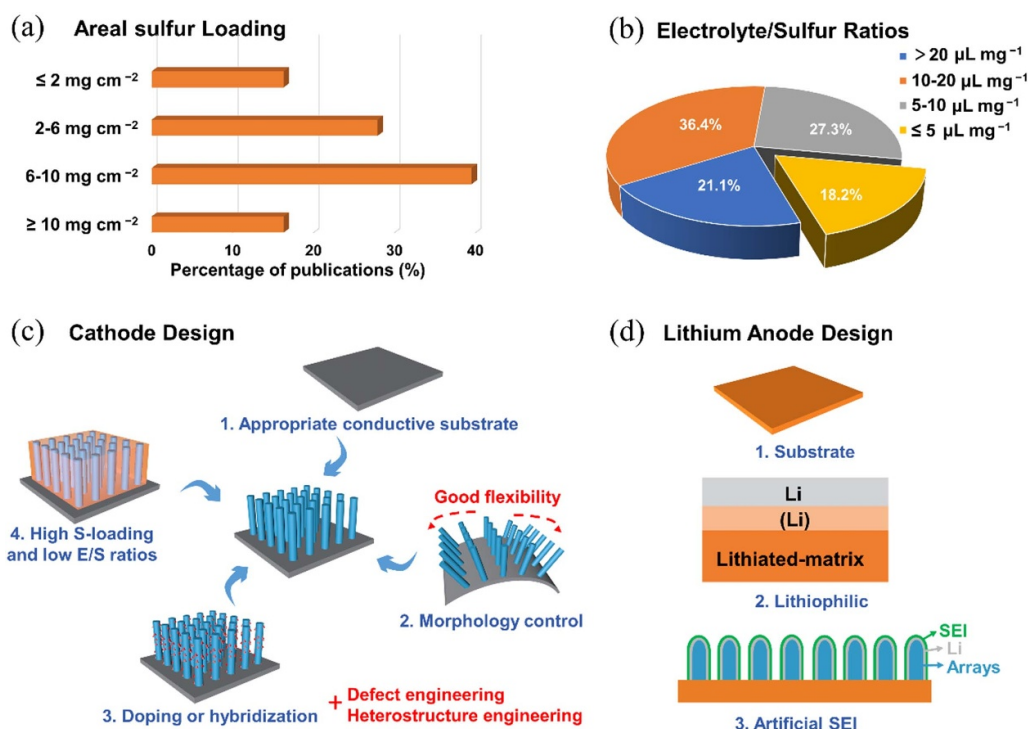 (a) Areal sulfur Loading
≤ 2 mg cm⁻²
2-6 mg cm⁻²
6-10 mg cm⁻²
≥ 10 mg cm⁻²
0 10 20 30 40
Percentage of publications (%)
(b) Electrolyte/Sulfur Ratios
> 20 μL mg⁻¹
10-20 μL mg⁻¹
5-10 μL mg⁻¹
≤ 5 μL mg⁻¹
36.4%
27.3%
21.1%
18.2%
(c) Cathode Design
1. Appropriate conductive substrate
4. High S-loading
and low E/S ratios
Good flexibility
2. Morphology control
3. Doping or hybridization
+ Defect engineering
Heterostructure engineering
(d) Lithium Anode Design
1. Substrate
Li
(Li)
Lithiated-matrix
2. Lithiophilic
SEI
Li
Arrays
3. Artificial SEI